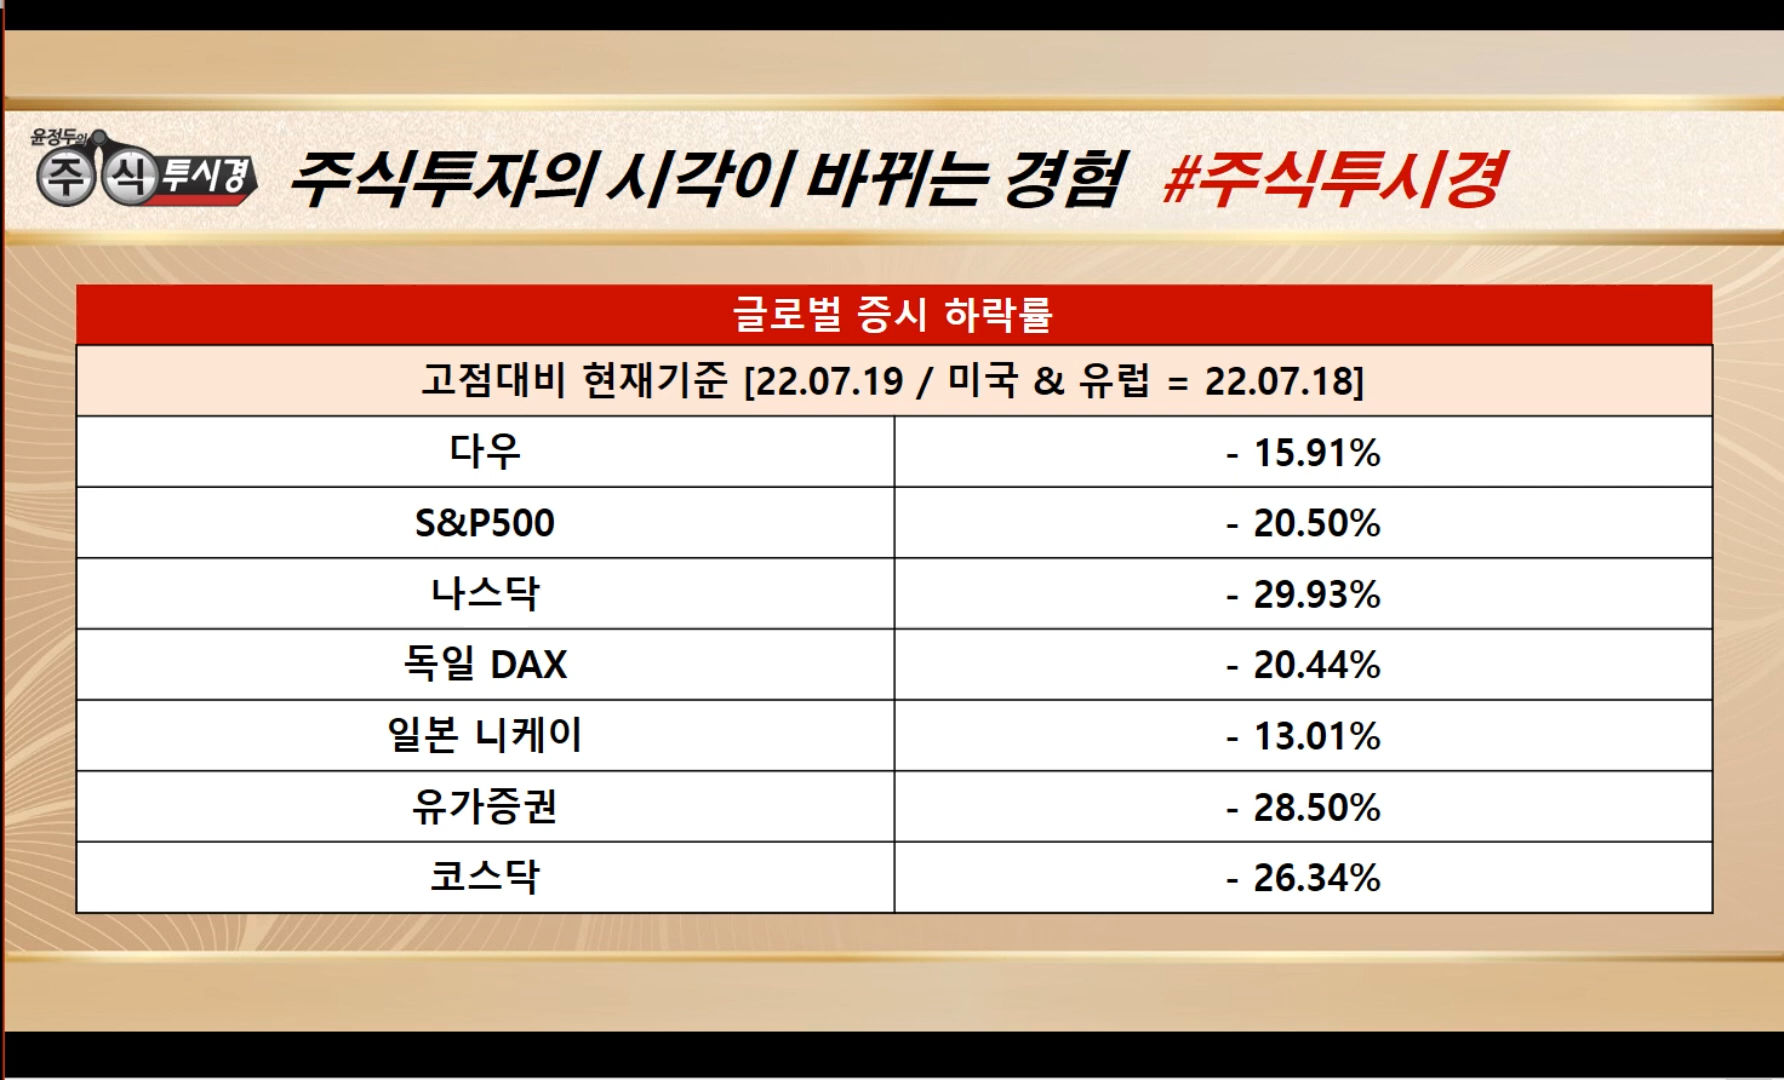 윤정두의
주식투시경
주식투자의 시각이 바뀌는 경험 #주식투시경
글로벌 증시 하락률
고점대비 현재기준 [22.07.19 / 미국 & 유럽 = 22.07.18]
다우 - 15.91%
S&P500 - 20.50%
나스닥 - 29.93%
독일 DAX - 20.44%
일본 니케이 - 13.01%
유가증권 - 28.50%
코스닥 - 26.34%